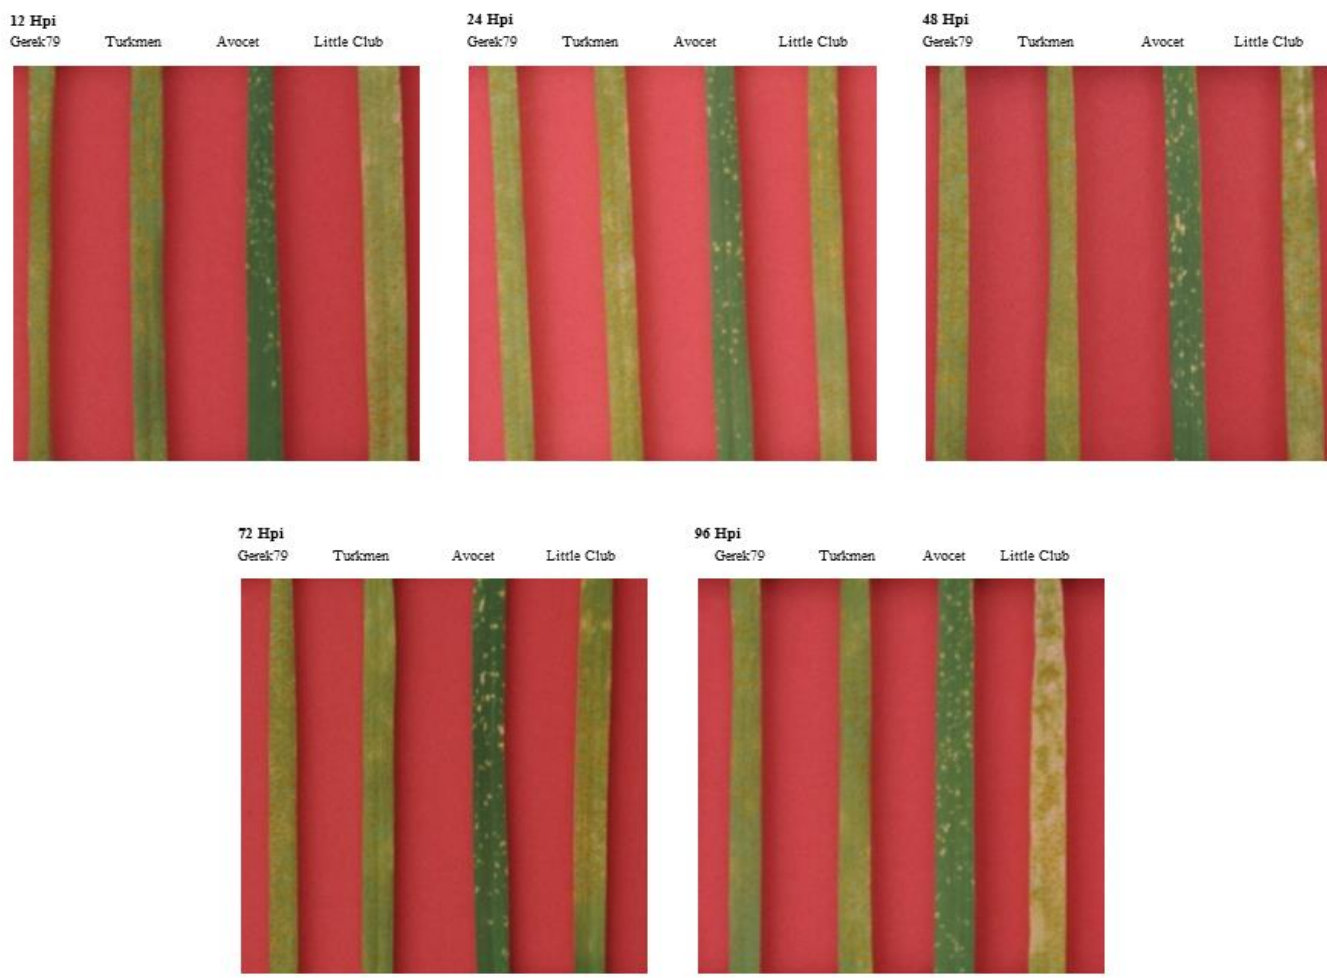 12 Hpi
Gerek79 Turkmen Avocet Little Club
24 Hpi
Gerek79 Turkmen Avocet Little Club
48 Hpi
Gerek79 Turkmen Avocet Little Club
72 Hpi
Gerek79 Turkmen Avocet Little Club
96 Hpi
Gerek79 Turkmen Avocet Little Club